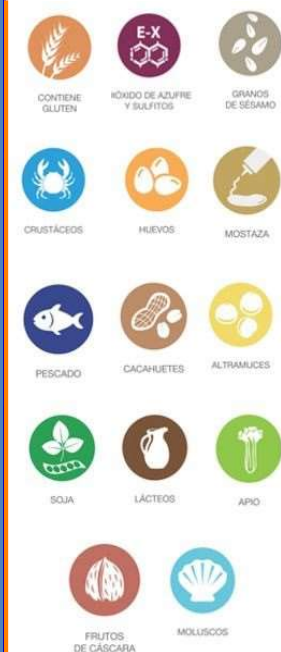 CONTIENE
GLUTEN
E-X
IÓXIDO DE AZUFRE
Y SULFITOS
GRANOS
DE SÉSAMO
CRUSTÁCEOS
HUEVOS
MOSTAZA
PESCADO
CACAHUETES
ALTRAMUCES
SOJA
LÁCTEOS
APIO
FRUTOS
DE CÁSCARA
MOLUSCOS